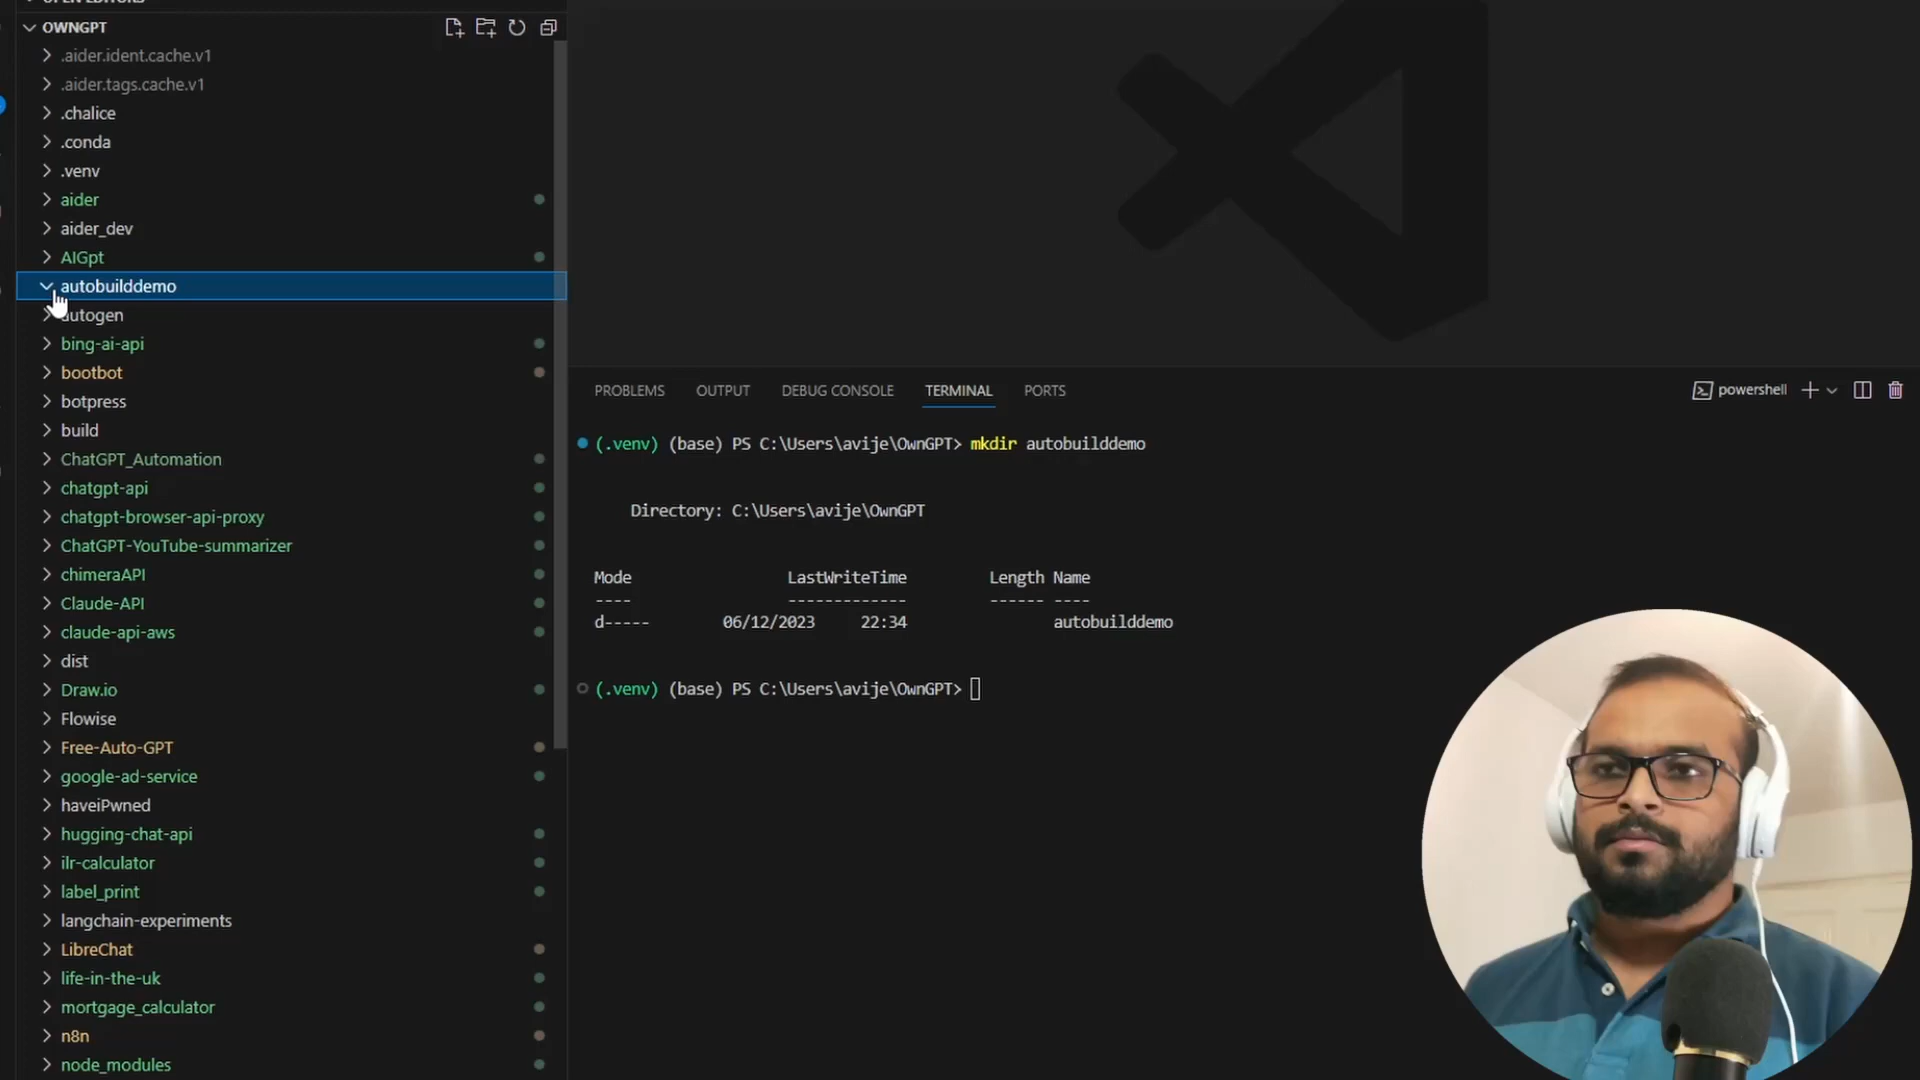 OPEN EDITORS
OWNGPT
.aider.ident.cache.v1
.aider.tags.cache.v1
.chalice
.conda
.venv
aider
aider_dev
AIGpt
autobuilddemo
autogen
bing-ai-api
bootbot
botpress
build
ChatGPT_Automation
chatgpt-api
chatgpt-browser-api-proxy
ChatGPT-YouTube-summarizer
chimeraAPI
Claude-API
claude-api-aws
dist
Draw.io
Flowise
Free-Auto-GPT
google-ad-service
haveiPwned
hugging-chat-api
ilr-calculator
label_print
langchain-experiments
LibreChat
life-in-the-uk
mortgage_calculator
n8n
node_modules
PROBLEMS OUTPUT DEBUG CONSOLE TERMINAL PORTS
powershell
(.venv) (base) PS C:\Users\avije\OwnGPT> mkdir autobuilddemo
Directory: C:\Users\avije\OwnGPT
Mode LastWriteTime Length Name
---- ------------- ------ ----
d----- 06/12/2023 22:34 autobuilddemo
(.venv) (base) PS C:\Users\avije\OwnGPT>